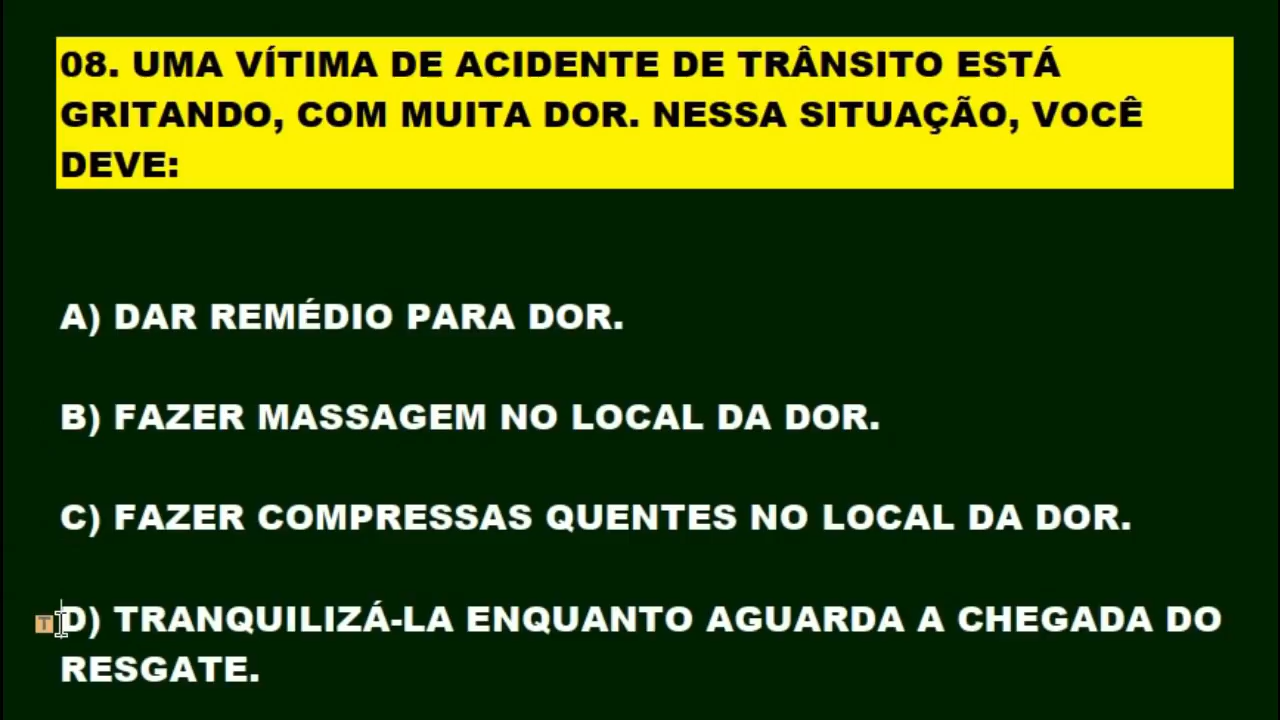 08. UMA VÍTIMA DE ACIDENTE DE TRÂNSITO ESTÁ
GRITANDO, COM MUITA DOR. NESSA SITUAÇÃO, VOCÊ
DEVE:
A) DAR REMÉDIO PARA DOR.
B) FAZER MASSAGEM NO LOCAL DA DOR.
C) FAZER COMPRESSAS QUENTES NO LOCAL DA DOR.
T D) TRANQUILIZÁ-LA ENQUANTO AGUARDA A CHEGADA DO
RESGATE.